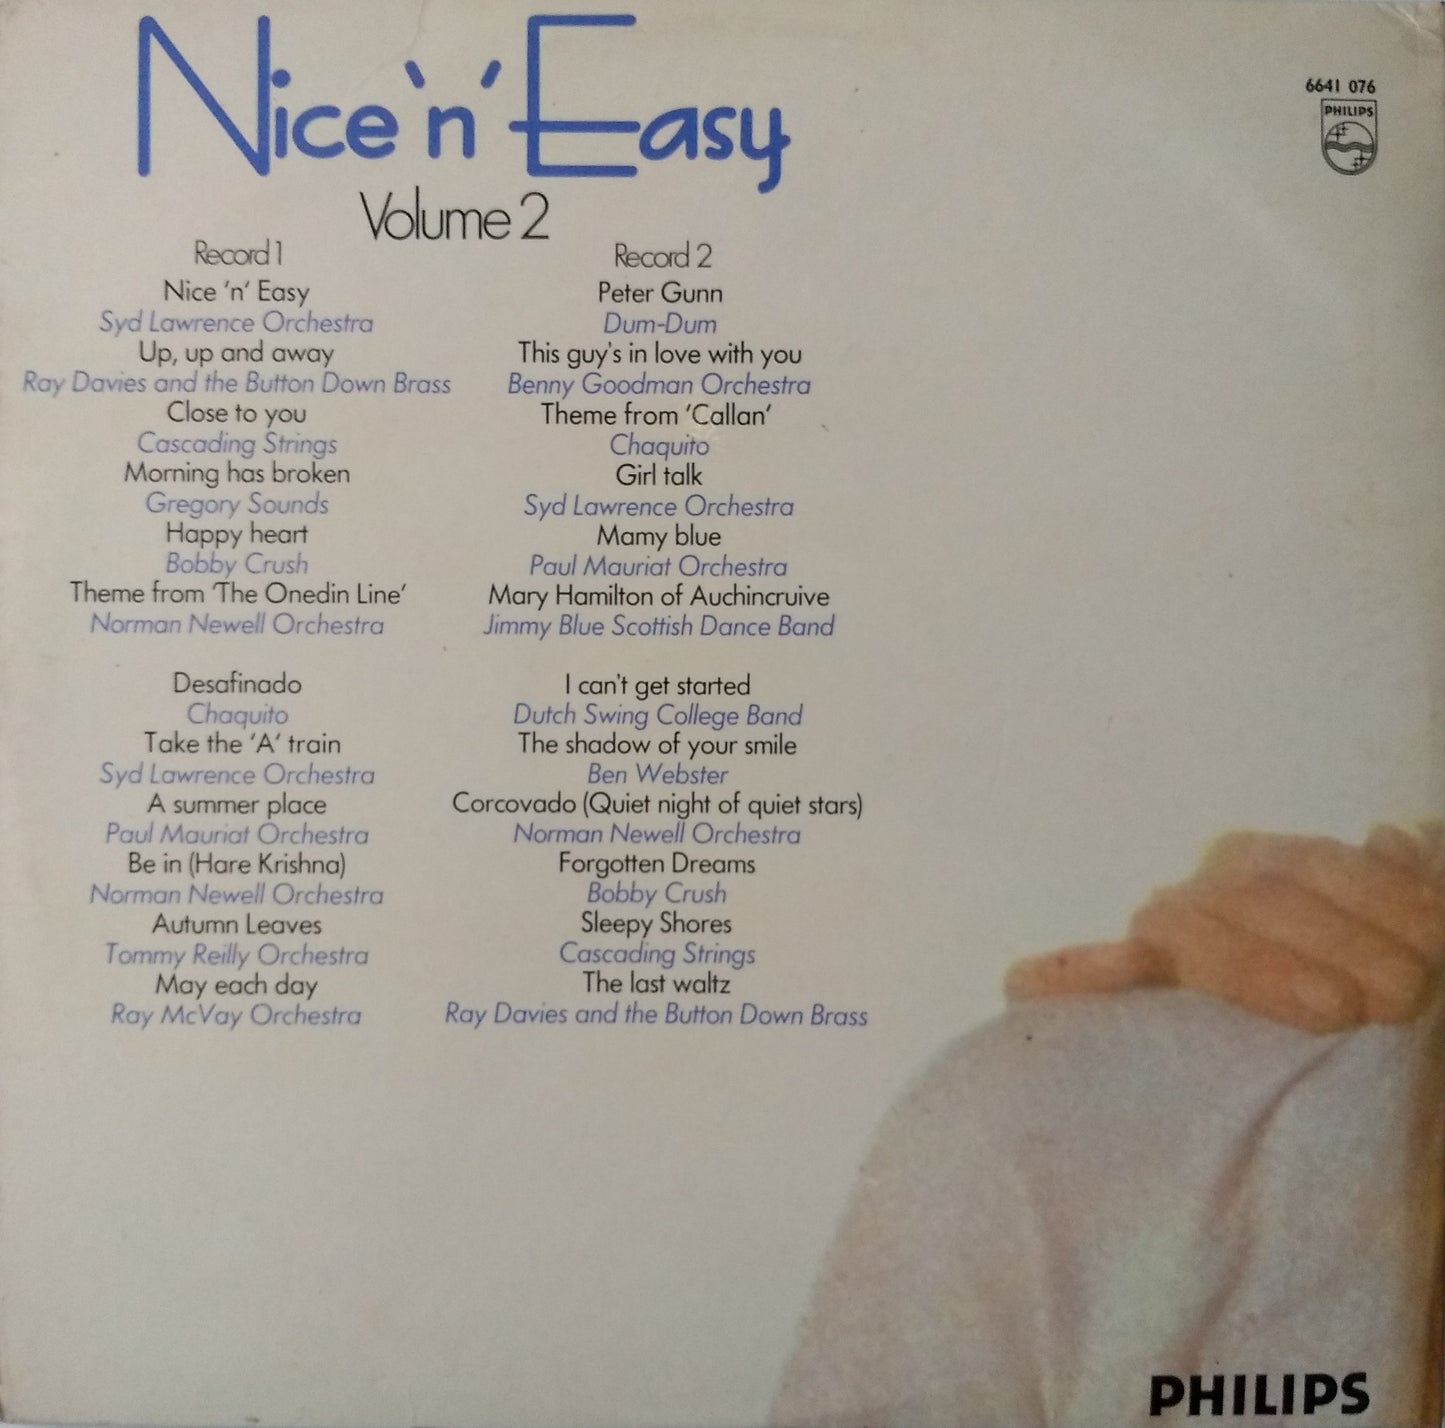 Nice 'n' Easy
Volume 2
6641 076
PHILIPS
Record 1
Nice 'n' Easy
Syd Lawrence Orchestra
Up, up and away
Ray Davies and the Button Down Brass
Close to you
Cascading Strings
Morning has broken
Gregory Sounds
Happy heart
Bobby Crush
Theme from 'The Onedin Line'
Norman Newell Orchestra
Desafinado
Chaquito
Take the 'A' train
Syd Lawrence Orchestra
A summer place
Paul Mauriat Orchestra
Be in (Hare Krishna)
Norman Newell Orchestra
Autumn Leaves
Tommy Reilly Orchestra
May each day
Ray McVay Orchestra
Record 2
Peter Gunn
Dum-Dum
This guy's in love with you
Benny Goodman Orchestra
Theme from 'Callan'
Chaquito
Girl talk
Syd Lawrence Orchestra
Mamy blue
Paul Mauriat Orchestra
Mary Hamilton of Auchincruive
Jimmy Blue Scottish Dance Band
I can't get started
Dutch Swing College Band
The shadow of your smile
Ben Webster
Corcovado (Quiet night of quiet stars)
Norman Newell Orchestra
Forgotten Dreams
Bobby Crush
Sleepy Shores
Cascading Strings
The last waltz
Ray Davies and the Button Down Brass
PHILIPS